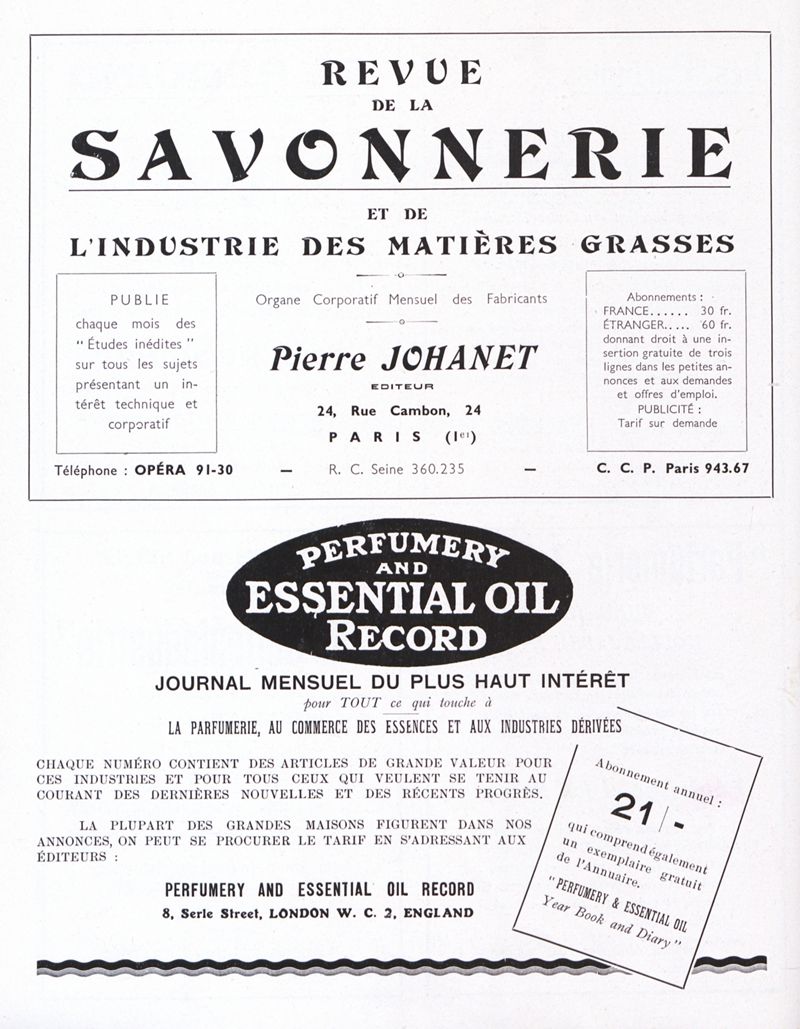 REVUE
DE LA
SAVONNERIE
ET DE
L'INDUSTRIE DES MATIÈRES GRASSES
PUBLIE
chaque mois des
" Études inédites "
sur tous les sujets
présentant un in-
térêt technique et
corporatif
Organe Corporatif Mensuel des Fabricants
Pierre JOHANET
EDITEUR
24, Rue Cambon, 24
PARIS (Ier)
Abonnements :
FRANCE...... 30 fr.
ÉTRANGER..... 60 fr.
donnant droit à une in-
sertion gratuite de trois
lignes dans les petites an-
nonces et aux demandes
et offres d'emploi.
PUBLICITÉ :
Tarif sur demande
Téléphone : OPÉRA 91-30 — R. C. Seine 360.235 — C. C. P. Paris 943.67
PERFUMERY
AND
ESSENTIAL OIL
RECORD
JOURNAL MENSUEL DU PLUS HAUT INTÉRÊT
pour TOUT ce qui touche à
LA PARFUMERIE, AU COMMERCE DES ESSENCES ET AUX INDUSTRIES DÉRIVÉES
CHAQUE NUMÉRO CONTIENT DES ARTICLES DE GRANDE VALEUR POUR
CES INDUSTRIES ET POUR TOUS CEUX QUI VEULENT SE TENIR AU
COURANT DES DERNIÈRES NOUVELLES ET DES RÉCENTS PROGRÈS.
LA PLUPART DES GRANDES MAISONS FIGURENT DANS NOS
ANNONCES, ON PEUT SE PROCURER LE TARIF EN S'ADRESSANT AUX
ÉDITEURS :
PERFUMERY AND ESSENTIAL OIL RECORD
8, Serle Street, LONDON W. C. 2, ENGLAND
Abonnement annuel :
21/-
qui comprend également
un exemplaire gratuit
de l'Annuaire.
"PERFUMERY & ESSENTIAL OIL
Year Book and Diary"